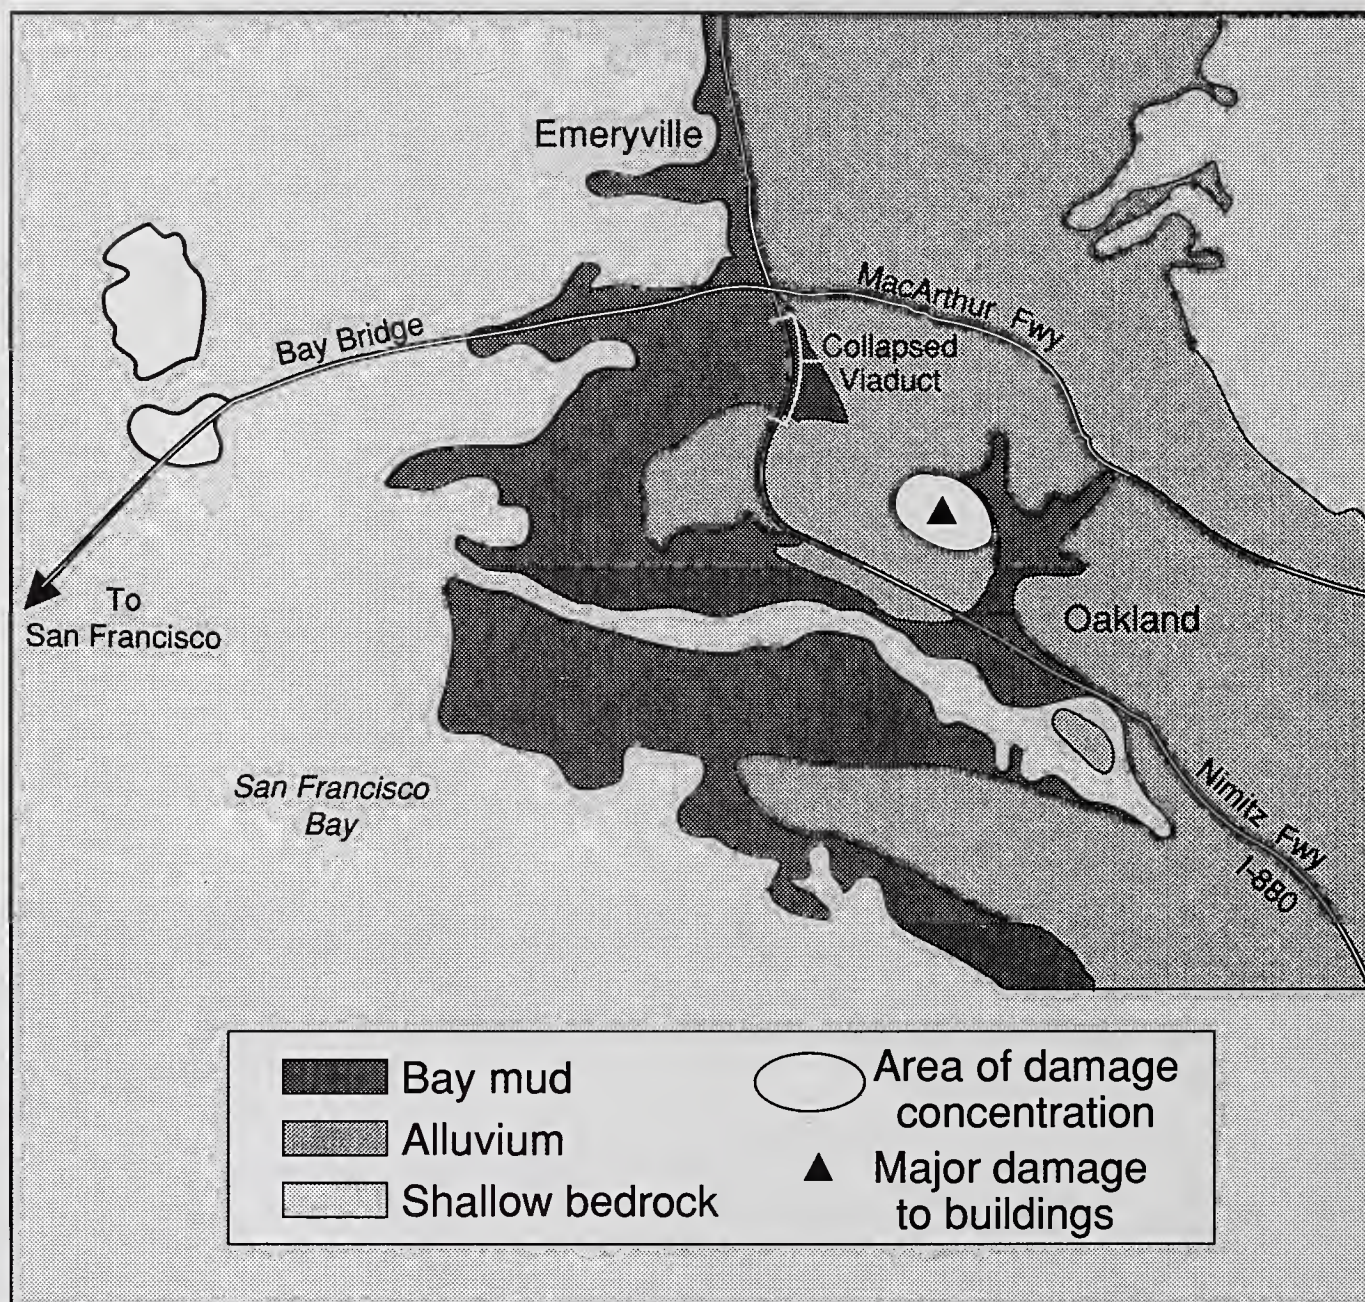 Emeryville
MacArthur Fwy
Bay Bridge
Collapsed
Viaduct
To
San Francisco
Oakland
San Francisco
Bay
Nimitz Fwy
I-880
Bay mud
Alluvium
Shallow bedrock
Area of damage
concentration
Major damage
to buildings